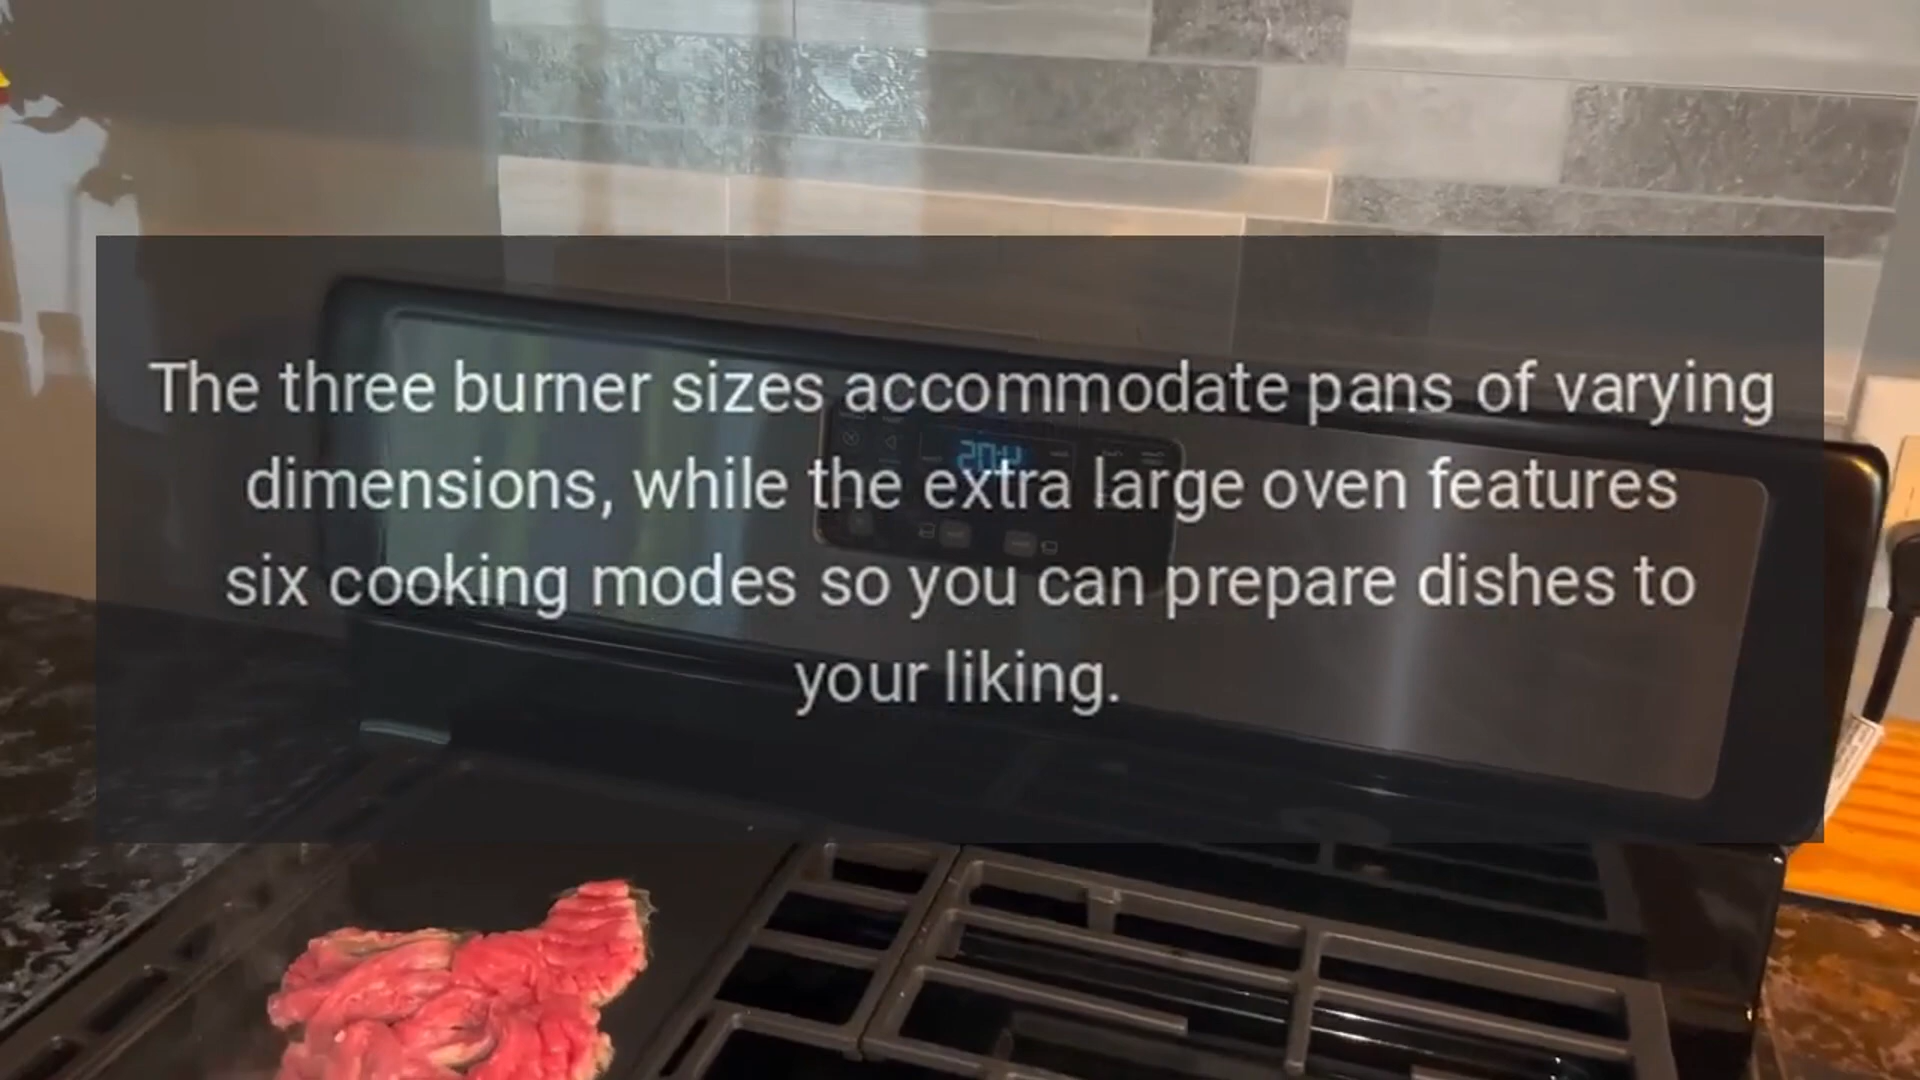 The three burner sizes accommodate pans of varying
dimensions, while the extra large oven features
six cooking modes so you can prepare dishes to
your liking.